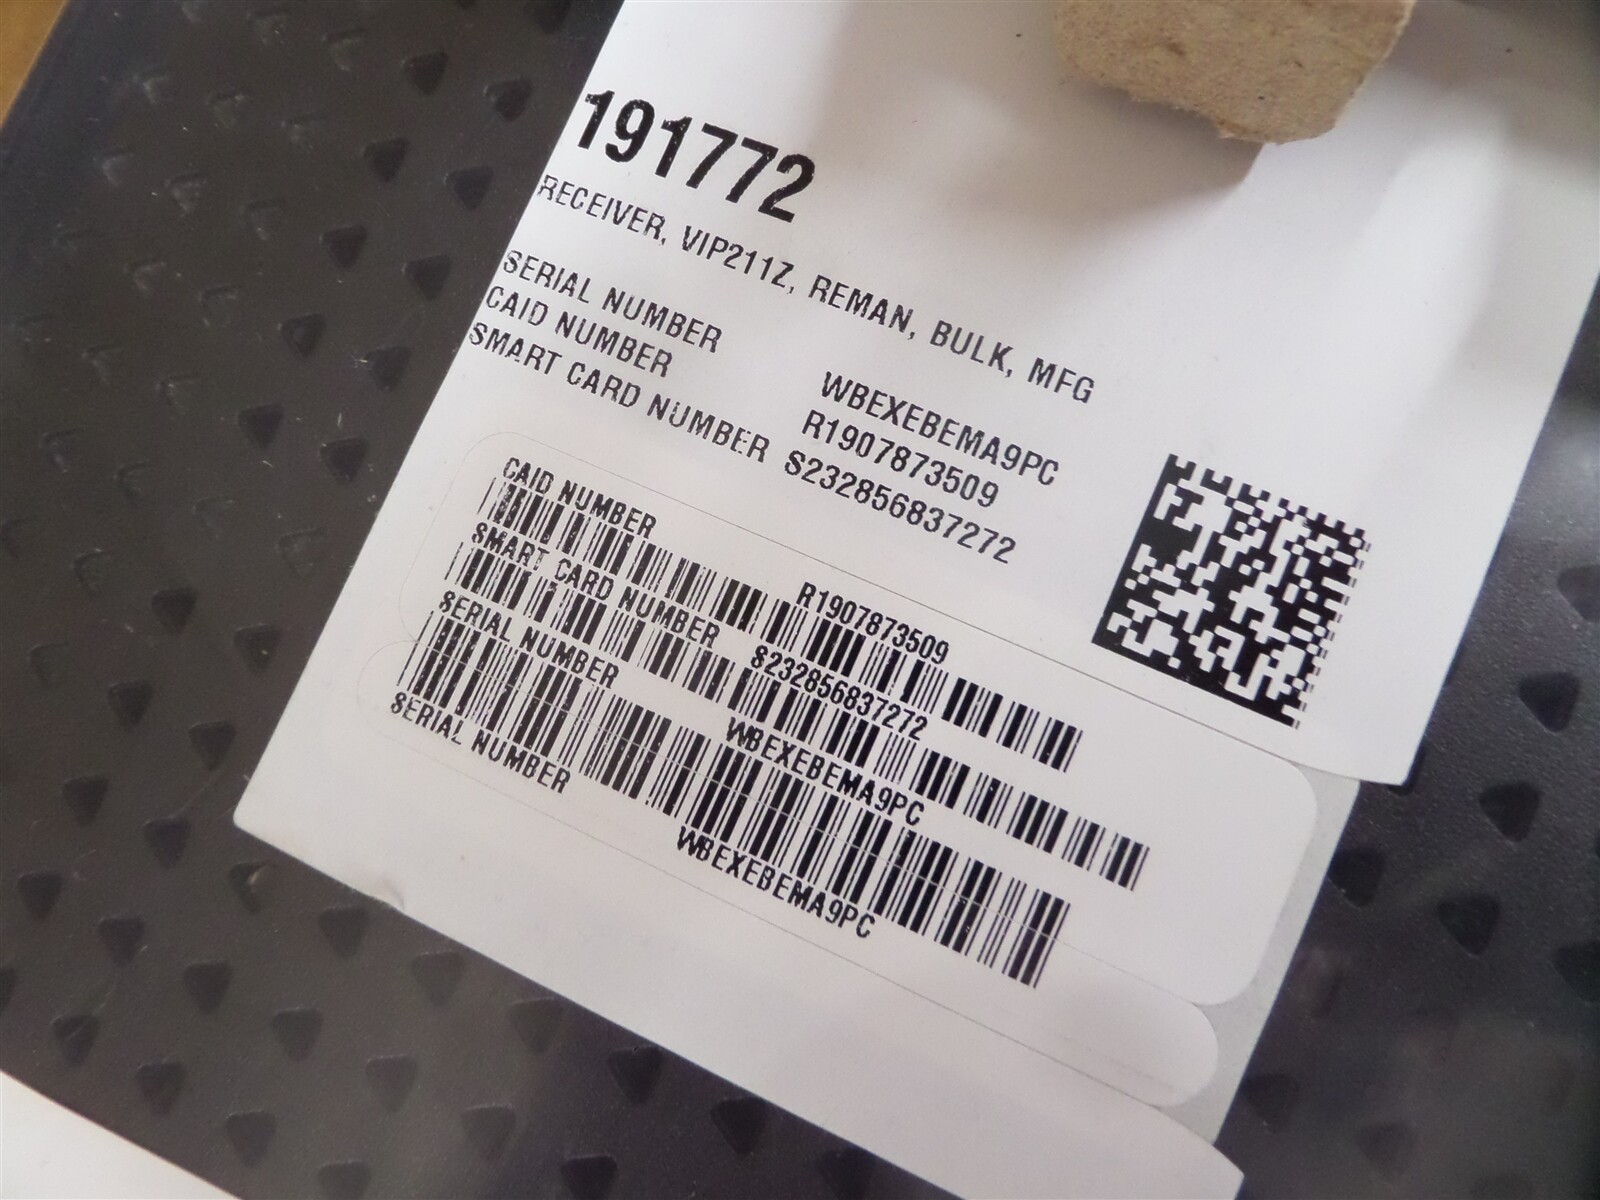 191772
RECEIVER, VIP211Z, REMAN, BULK, MFG
SERIAL NUMBER WBEXEBEMA9PC
CAID NUMBER R1907873509
SMART CARD NUMBER S232856837272
CAID NUMBER R1907873509
SMART CARD NUMBER S232856837272
SERIAL NUMBER WBEXEBEMA9PC
SERIAL NUMBER WBEXEBEMA9PC